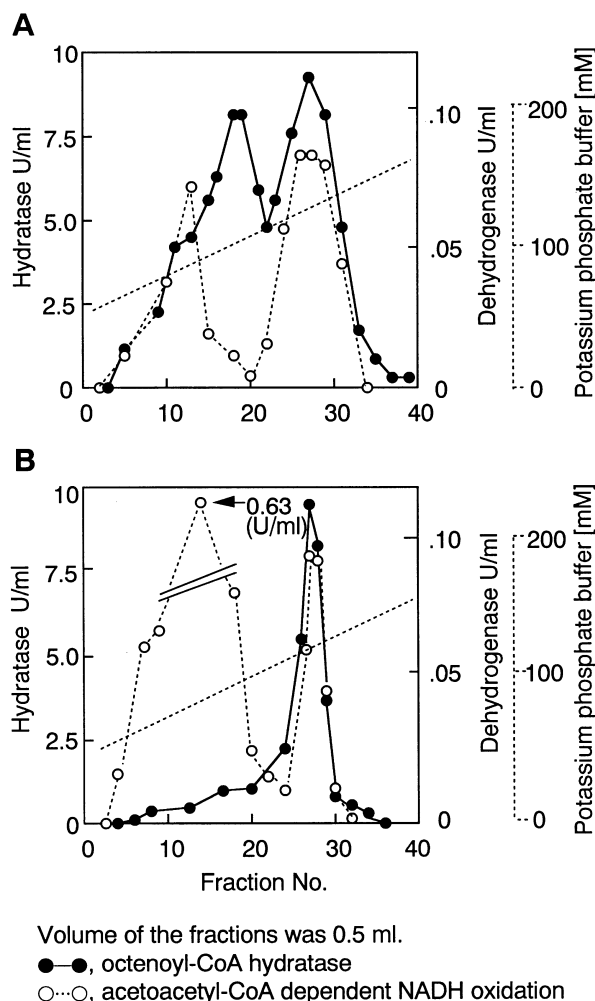 A
10
7.5
5.0
2.5
0
Hydratase U/ml
0
10
20
30
40
.10
.05
0
Dehydrogenase U/ml
200
100
0
Potassium phosphate buffer [mM]
B
10
7.5
5.0
2.5
0
Hydratase U/ml
0.63
(U/ml)
0
10
20
30
40
Fraction No.
.10
.05
0
Dehydrogenase U/ml
200
100
0
Potassium phosphate buffer [mM]
Volume of the fractions was 0.5 ml.
, octenoyl-CoA hydratase
, acetoacetyl-CoA dependent NADH oxidation